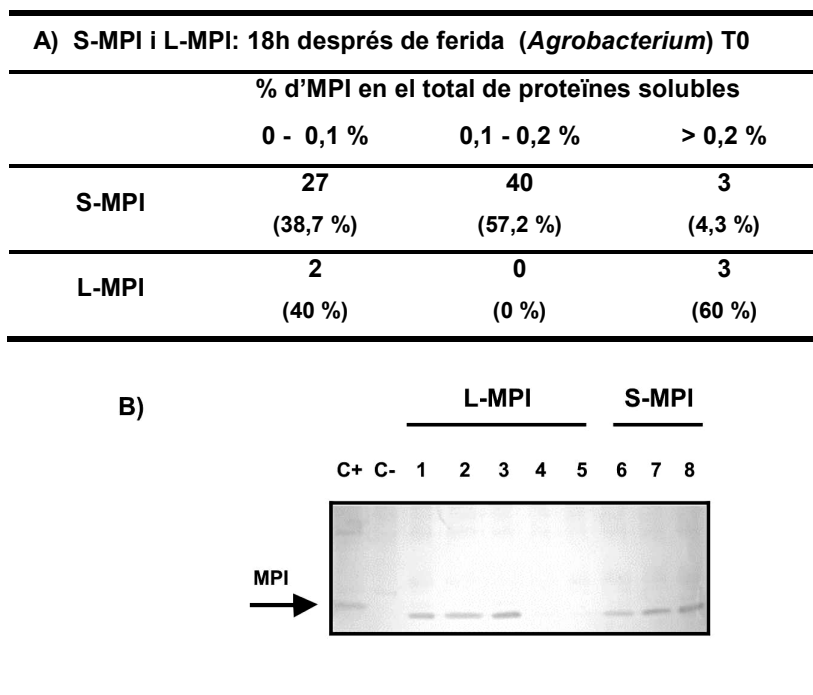 A) S-MPI i L-MPI: 18h després de ferida (Agrobacterium) T0
% d’MPI en el total de proteïnes solubles
0 - 0,1 % 0,1 - 0,2 % > 0,2 %
S-MPI 27 40 3
(38,7 %) (57,2 %) (4,3 %)
L-MPI 2 0 3
(40 %) (0 %) (60 %)
B) L-MPI S-MPI
C+ C- 1 2 3 4 5 6 7 8
MPI